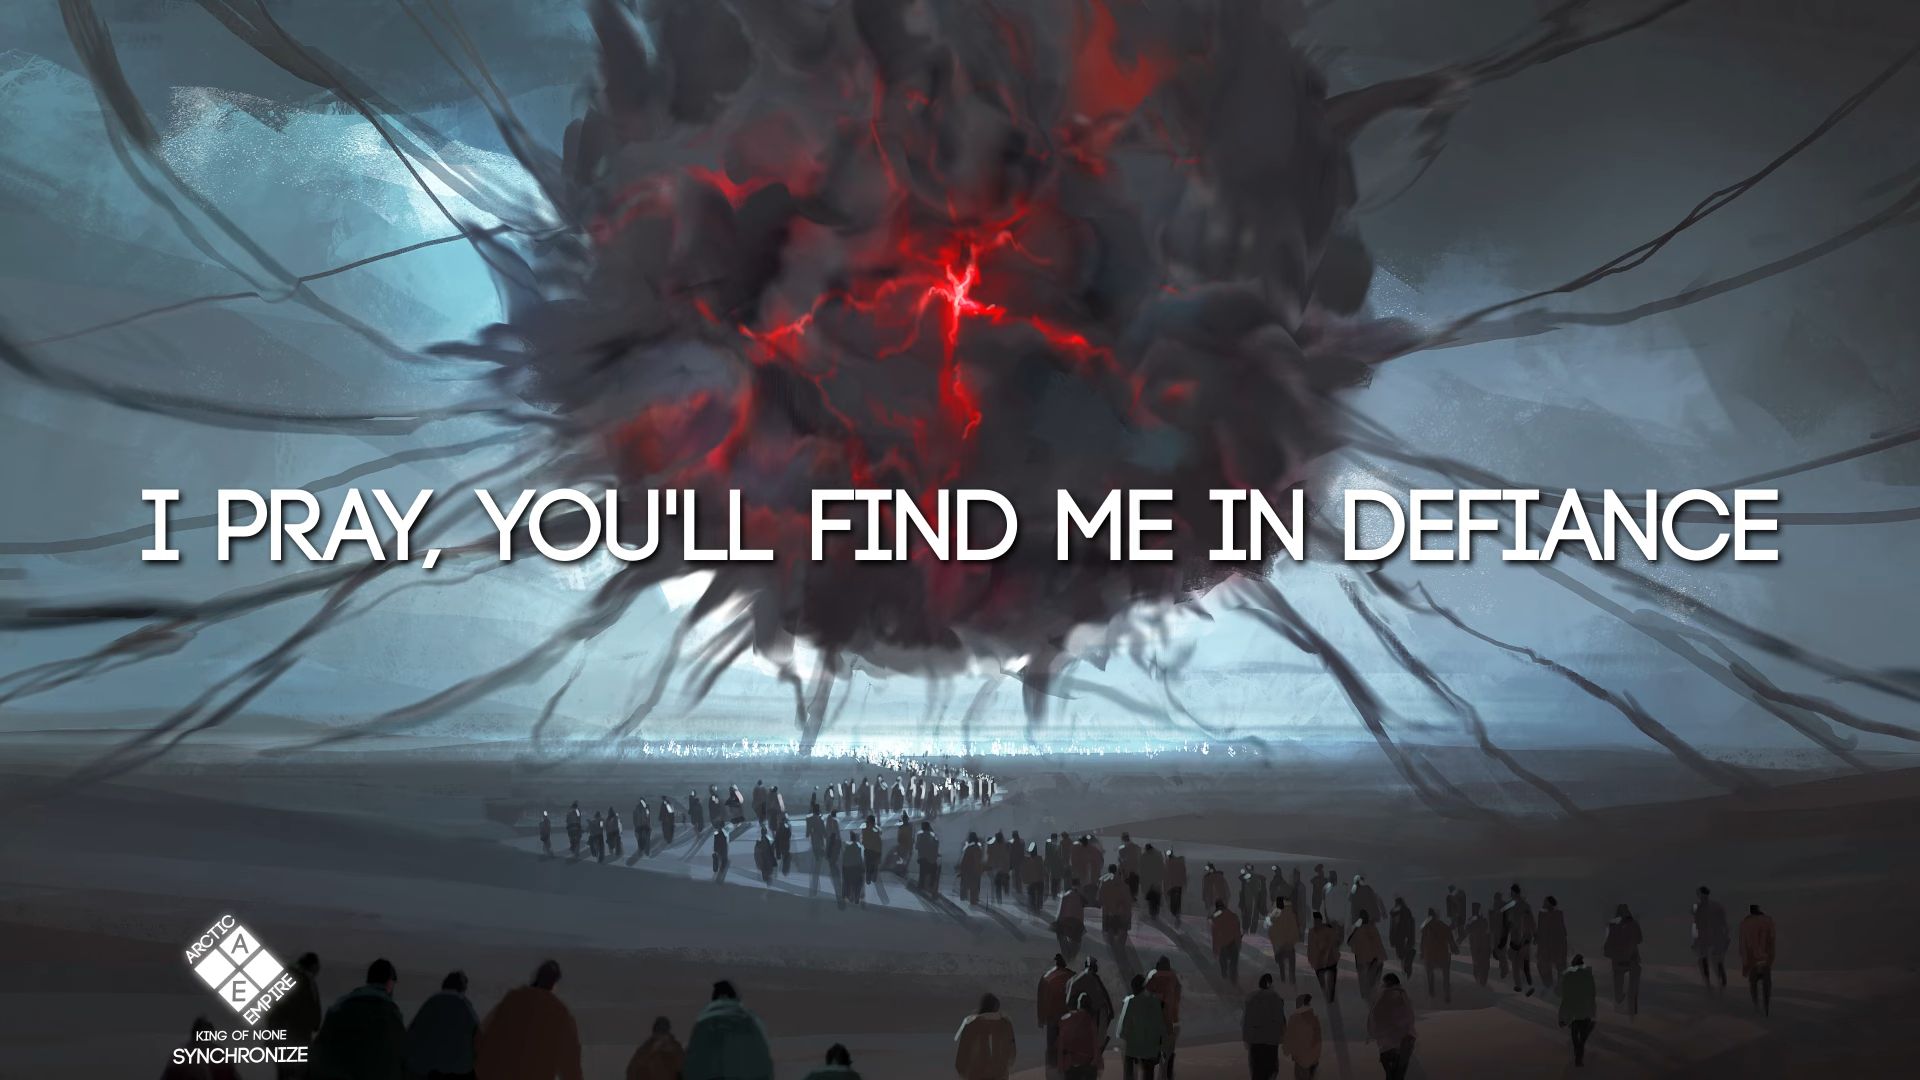 I PRAY, YOU'LL FIND ME IN DEFIANCE
ARCTIC
A
E
EMPIRE
KING OF NONE
SYNCHRONIZE